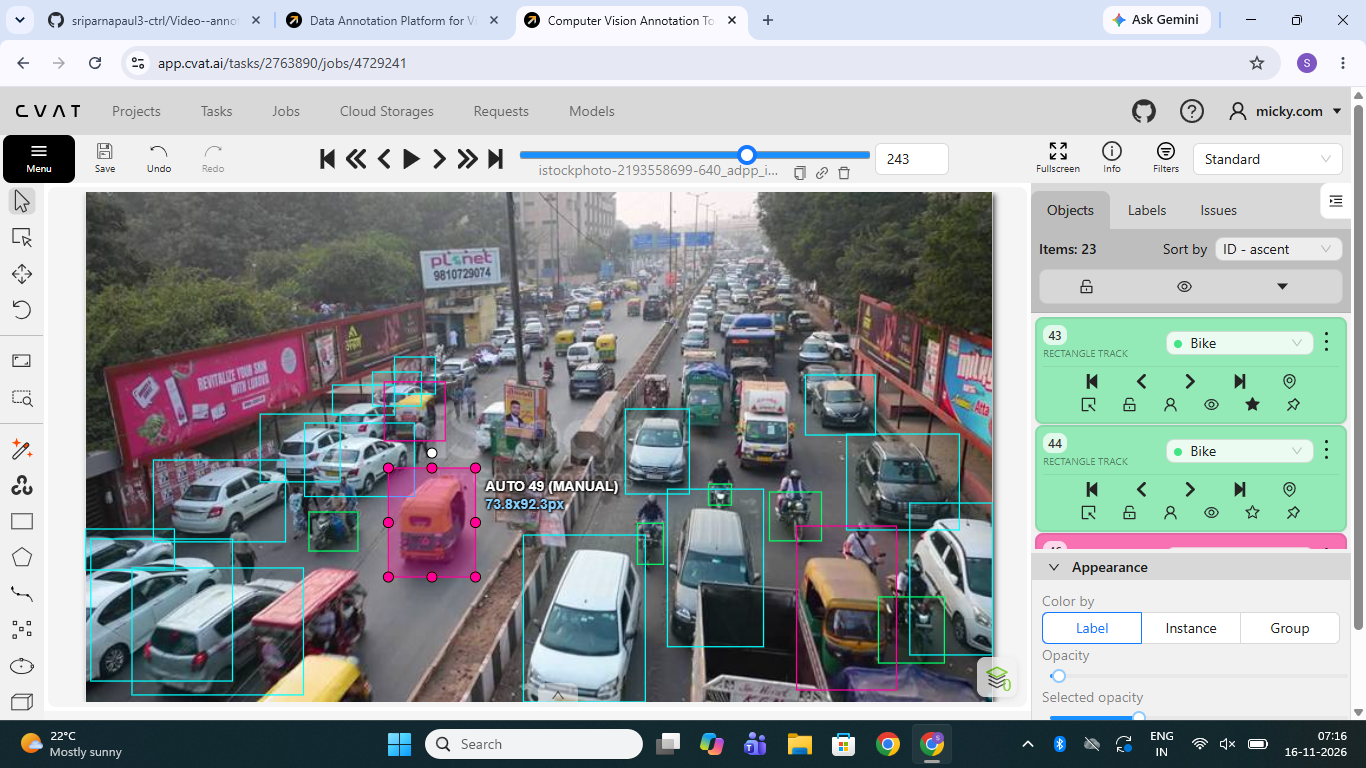 sriparnapaul3-ctrl/Video--anno
Data Annotation Platform for Vi
Computer Vision Annotation To
Ask Gemini
app.cvat.ai/tasks/2763890/jobs/4729241
S
CVAT
Projects
Tasks
Jobs
Cloud Storages
Requests
Models
micky.com
Menu
Save
Undo
Redo
istockphoto-2193558699-640_adpp_i...
243
Fullscreen
Info
Filters
Standard
Objects
Labels
Issues
Items: 23
Sort by
ID - ascent
43
RECTANGLE TRACK
Bike
44
RECTANGLE TRACK
Bike
Appearance
Color by
Label
Instance
Group
Opacity
Selected opacity
planet
9810729074
REVITALIZE YOUR SKIN
WITH LUROVA
AUTO 49 (MANUAL)
73.8x92.3px
0
22°C
Mostly sunny
Search
ENG
IN
07:16
16-11-2026